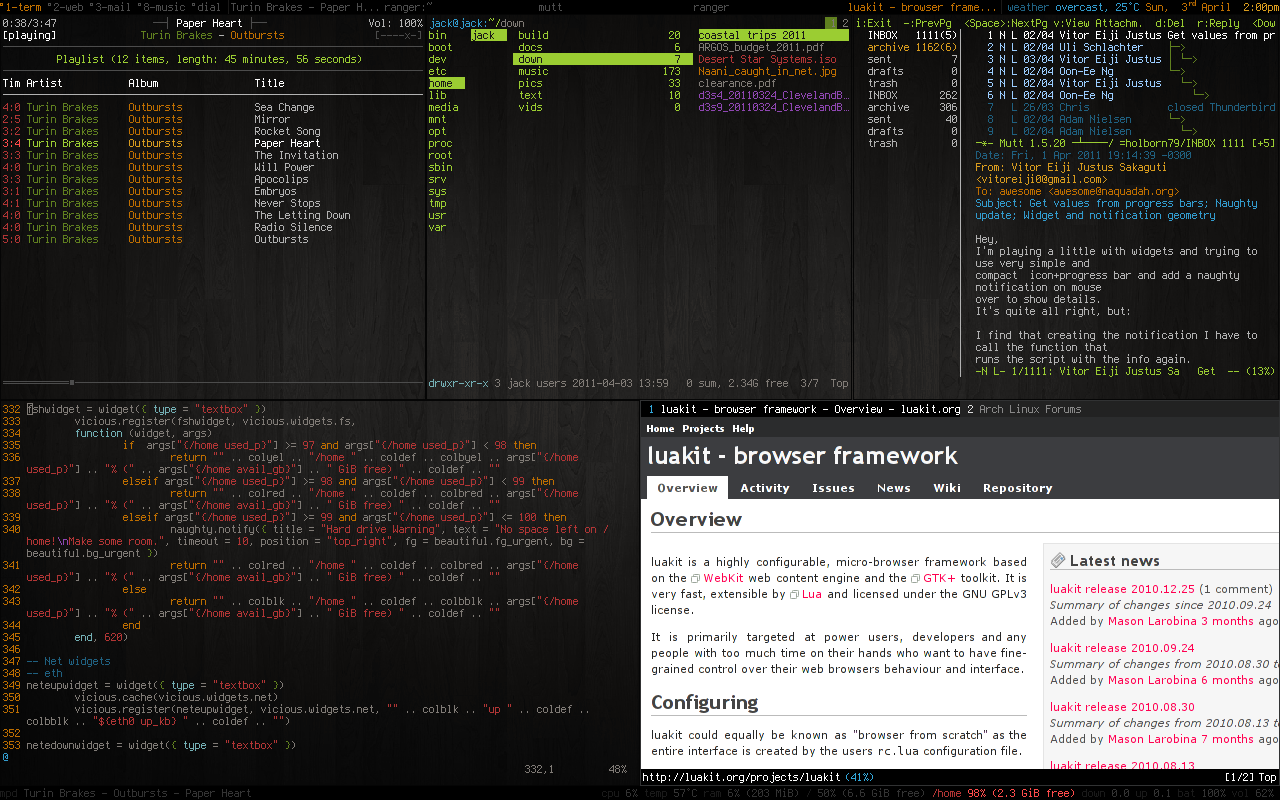 "1-term "2-web "3-mail "8-music "dial Turin Brakes - Paper H... ranger:~ mutt ranger luakit - browser frame... weather overcast, 25°C Sun, 3rd April 2:00pm
0:38/3:47 Paper Heart Vol: 100%
[playing] Turin Brakes - Outbursts [----x-]
Playlist (12 items, length: 45 minutes, 56 seconds)
Tim Artist Album Title
4:0 Turin Brakes Outbursts Sea Change
2:5 Turin Brakes Outbursts Mirror
3:2 Turin Brakes Outbursts Rocket Song
3:4 Turin Brakes Outbursts Paper Heart
3:3 Turin Brakes Outbursts The Invitation
4:0 Turin Brakes Outbursts Will Power
3:3 Turin Brakes Outbursts Apocolips
3:1 Turin Brakes Outbursts Embryos
4:1 Turin Brakes Outbursts Never Stops
4:0 Turin Brakes Outbursts The Letting Down
4:0 Turin Brakes Outbursts Radio Silence
5:0 Turin Brakes Outbursts Outbursts
jack@jack:~/down 1 2
bin jack build 20 coastal trips 2011
boot docs 6 ARGOS_budget_2011.pdf
dev down 7 Desert Star Systems.iso
etc music 173 Naani_caught_in_net.jpg
home pics 33 clearance.pdf
lib text 10 d3s4_20110324_ClevelandB…
media vids 0 d3s9_20110324_ClevelandB…
mnt
opt
proc
root
sbin
srv
sys
tmp
usr
var
drwxr-xr-x 3 jack users 2011-04-03 13:59 0 sum, 2.34G free 3/7 Top
i:Exit -:PrevPg <Space>:NextPg v:View Attachm. d:Del r:Reply <Dow
INBOX 1111(5)
archive 1162(6)
sent 7
drafts 0
trash 0
INBOX 262
archive 306
sent 40
drafts 0
trash 0
1 N L 02/04 Vitor Eiji Justus Get values from pr
2 N L 02/04 Uli Schlachter
3 N L 03/04 Vitor Eiji Justus
4 N L 02/04 Oon-Ee Ng
5 N L 02/04 Vitor Eiji Justus
6 N L 02/04 Oon-Ee Ng
7 L 26/03 Chris closed Thunderbird
8 L 02/04 Adam Nielsen
9 L 02/04 Adam Nielsen
-*- Mutt 1.5.20 / =holborn79/INBOX 1111 [+5]
Date: Fri, 1 Apr 2011 19:14:39 -0300
From: Vitor Eiji Justus Sakaguti
<vitoreiji0@gmail.com>
To: awesome <awesome@naquadah.org>
Subject: Get values from progress bars; Naughty
update; Widget and notification geometry
Hey,
I'm playing a little with widgets and trying to
use very simple and
compact icon+progress bar and add a naughty
notification on mouse
over to show details.
It's quite all right, but:
I find that creating the notification I have to
call the function that
runs the script with the info again.
-N L- 1/1111: Vitor Eiji Justus Sa Get -- (13%)
332 fshwidget = widget({ type = "textbox" })
333 vicious.register(fshwidget, vicious.widgets.fs,
334 function (widget, args)
335 if args["{/home used_p}"] >= 97 and args["{/home used_p}"] < 98 then
336 return "" .. colyel .. "/home " .. coldef .. colbyel .. args["{/home
used_p}"] .. "% (" .. args["{/home avail_gb}"] .. " GiB free) " .. coldef .. ""
337 elseif args["{/home used_p}"] >= 98 and args["{/home used_p}"] < 99 then
338 return "" .. colred .. "/home " .. coldef .. colbred .. args["{/home
used_p}"] .. "% (" .. args["{/home avail_gb}"] .. " GiB free) " .. coldef .. ""
339 elseif args["{/home used_p}"] >= 99 and args["{/home used_p}"] <= 100 then
340 naughty.notify({ title = "Hard drive Warning", text = "No space left on /
home!\nMake some room.", timeout = 10, position = "top_right", fg = beautiful.fg_urgent, bg =
beautiful.bg_urgent })
341 return "" .. colred .. "/home " .. coldef .. colbred .. args["{/home
used_p}"] .. "% (" .. args["{/home avail_gb}"] .. " GiB free) " .. coldef .. ""
342 else
343 return "" .. colblk .. "/home " .. coldef .. colblk .. args["{/home
used_p}"] .. "% (" .. args["{/home avail_gb}"] .. " GiB free) " .. coldef .. ""
344 end
345 end, 620)
346
347 -- Net widgets
348 -- eth
349 neteupwidget = widget({ type = "textbox" })
350 vicious.cache(vicious.widgets.net)
351 vicious.register(neteupwidget, vicious.widgets.net, "" .. colblk .. "up " .. coldef ..
colbblk .. "${eth0 up_kb} " .. coldef .. "")
352
353 netedownwidget = widget({ type = "textbox" })
@
332,1 48%
1 luakit - browser framework - Overview - luakit.org 2 Arch Linux Forums
Home Projects Help
luakit - browser framework
Overview Activity Issues News Wiki Repository
Overview
luakit is a highly configurable, micro-browser framework based
on the WebKit web content engine and the GTK+ toolkit. It is
very fast, extensible by Lua and licensed under the GNU GPLv3
license.
It is primarily targeted at power users, developers and any
people with too much time on their hands who want to have fine-
grained control over their web browsers behaviour and interface.
Configuring
luakit could equally be known as "browser from scratch" as the
entire interface is created by the users rc.lua configuration file.
Latest news
luakit release 2010.12.25 (1 comment)
Summary of changes since 2010.09.24
Added by Mason Larobina 3 months ago
luakit release 2010.09.24
Summary of changes from 2010.08.30 to
Added by Mason Larobina 6 months ago
luakit release 2010.08.30
Summary of changes from 2010.08.13 to
Added by Mason Larobina 7 months ago
luakit release 2010.08.13
http://luakit.org/projects/luakit (41%) [1/2] Top
mpd Turin Brakes - Outbursts - Paper Heart cpu 6% temp 57°C ram 6% (203 MiB) / 50% (6.6 GiB free) /home 98% (2.3 GiB free) down 0.0 up 0.1 bat 100% vol 62%